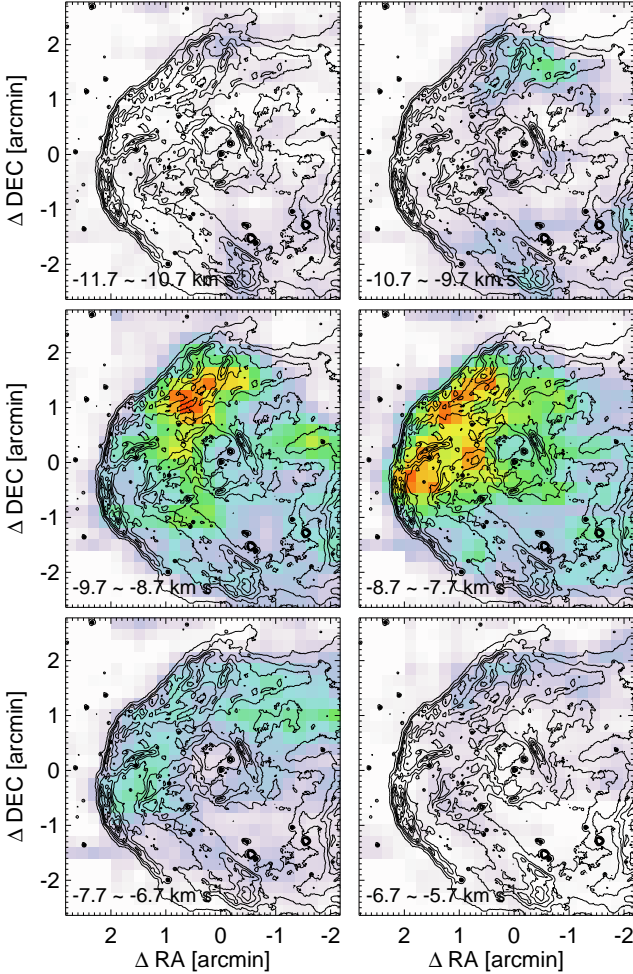 2
1
0
-1
-2
Δ DEC [arcmin]
-11.7 ~ -10.7 km s⁻
-10.7 ~ -9.7 km s⁻
2
1
0
-1
-2
Δ DEC [arcmin]
-9.7 ~ -8.7 km s⁻
-8.7 ~ -7.7 km s⁻
2
1
0
-1
-2
Δ DEC [arcmin]
-7.7 ~ -6.7 km s⁻
-6.7 ~ -5.7 km s⁻
2 1 0 -1 -2
2 1 0 -1 -2
Δ RA [arcmin]
Δ RA [arcmin]